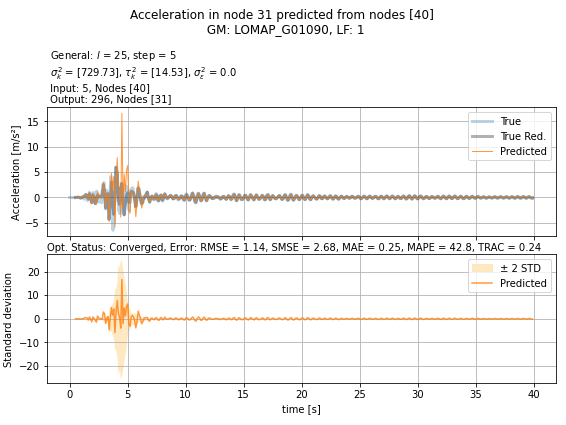 Acceleration in node 31 predicted from nodes [40]
GM: LOMAP_G01090, LF: 1
General: l = 25, step = 5
σ²ₖ = [729.73], τ²ₖ = [14.53], σ²ε = 0.0
Input: 5, Nodes [40]
Output: 296, Nodes [31]
Acceleration [m/s²]
15
10
5
0
−5
True
True Red.
Predicted
Opt. Status: Converged, Error: RMSE = 1.14, SMSE = 2.68, MAE = 0.25, MAPE = 42.8, TRAC = 0.24
Standard deviation
20
10
0
−10
−20
± 2 STD
Predicted
0 5 10 15 20 25 30 35 40
time [s]